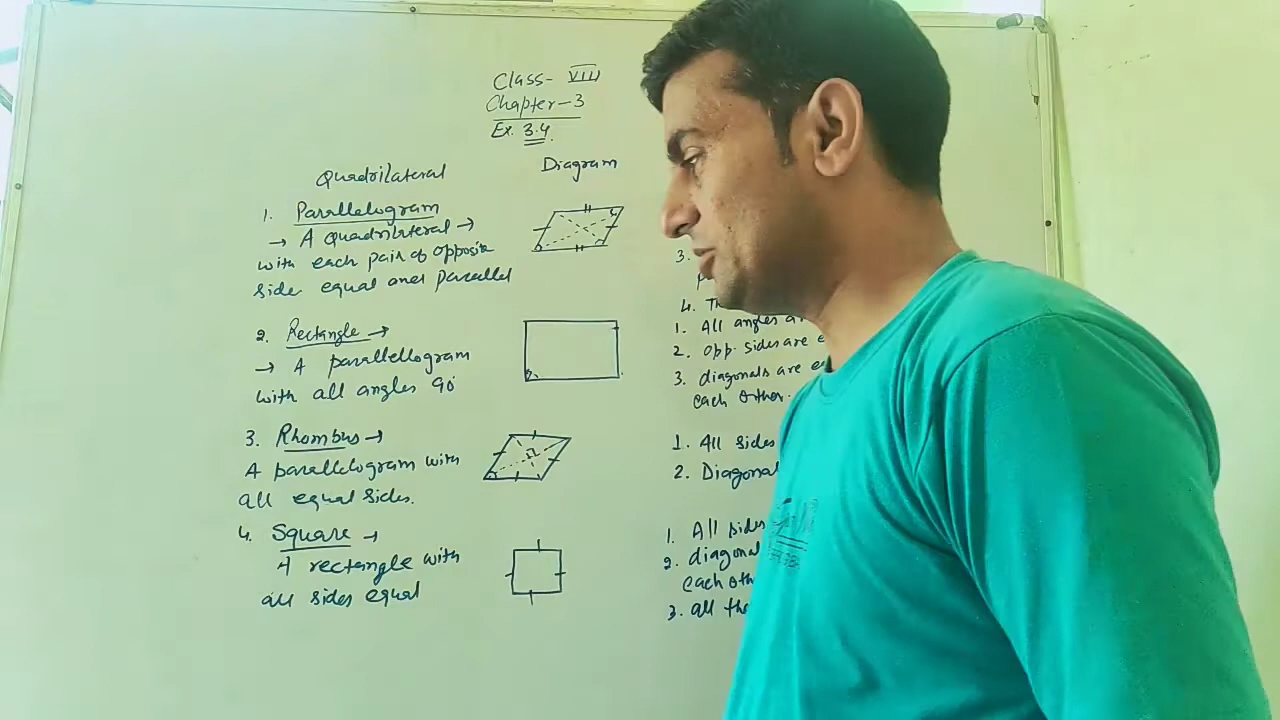 Class- VIII
Chapter-3
Ex. 3.4.
Quadrilateral
Diagram
1. Parallelogram
→ A Quadrilateral →
with each pair of opposite
side equal and parallel
2. Rectangle →
→ A parallellogram
with all angles 90°
3. Rhombus →
A parallelogram with
all equal sides.
4. Square →
A rectangle with
all sides equal
3.
4. Th
1. All angles a
2. opp. sides are e
3. diagonals are e
each other.
1. All sides
2. Diagonal
1. All sides
2. diagonal
each oth
3. all the